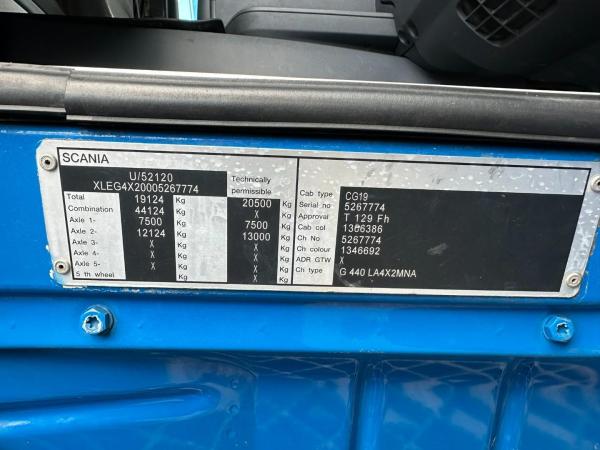 SCANIA
U/52120
XLEG4X20005267774
Technically permissible
Total 19124 Kg 20500 Kg
Combination 44124 Kg X Kg
Axle 1- 7500 Kg 7500 Kg
Axle 2- 12124 Kg 13000 Kg
Axle 3- X Kg X Kg
Axle 4- X Kg X Kg
Axle 5- X Kg X Kg
5 th wheel X Kg X Kg
Cab type CG19
Serial no 5267774
Approval T 129 Fh
Cab col 1366386
Ch No 5267774
Ch colour 1346692
ADR GTW X
Ch type G 440 LA4X2MNA